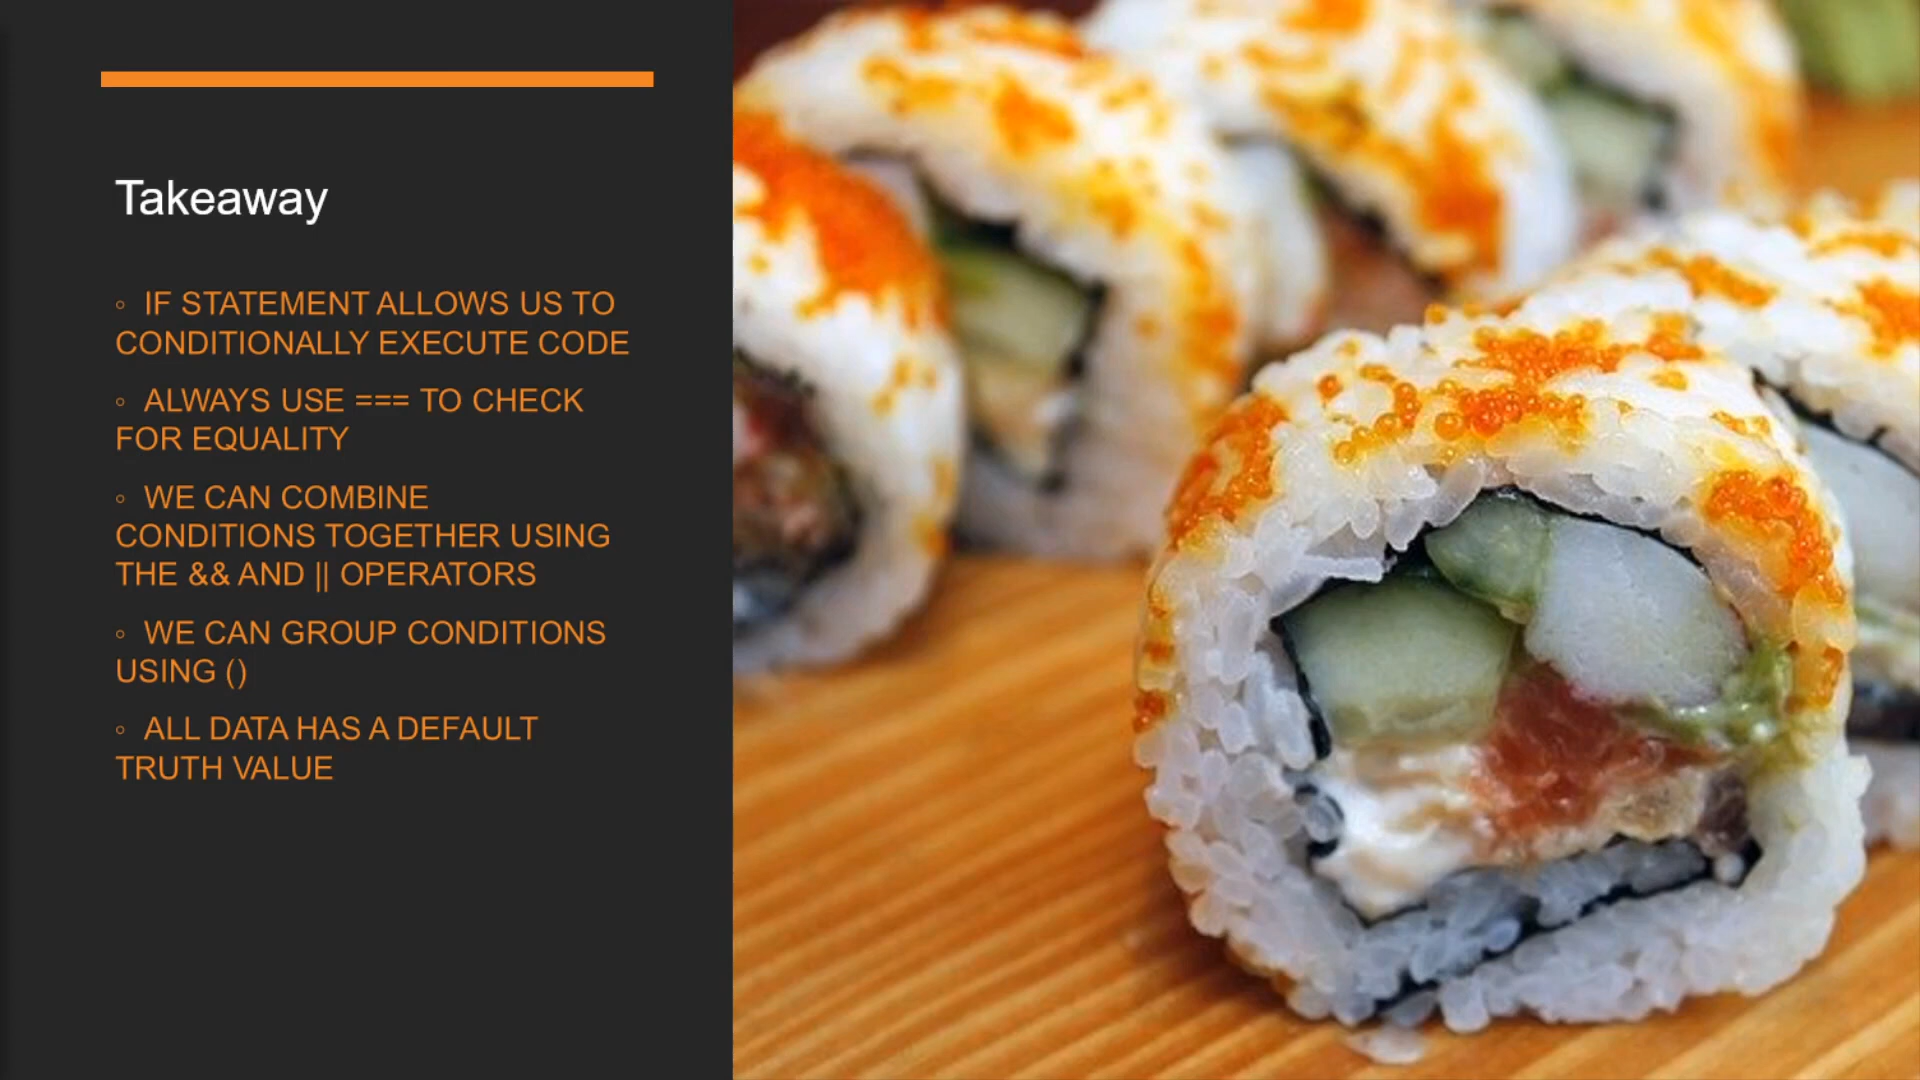 Takeaway
◦ IF STATEMENT ALLOWS US TO
CONDITIONALLY EXECUTE CODE
◦ ALWAYS USE === TO CHECK
FOR EQUALITY
◦ WE CAN COMBINE
CONDITIONS TOGETHER USING
THE && AND || OPERATORS
◦ WE CAN GROUP CONDITIONS
USING ()
◦ ALL DATA HAS A DEFAULT
TRUTH VALUE